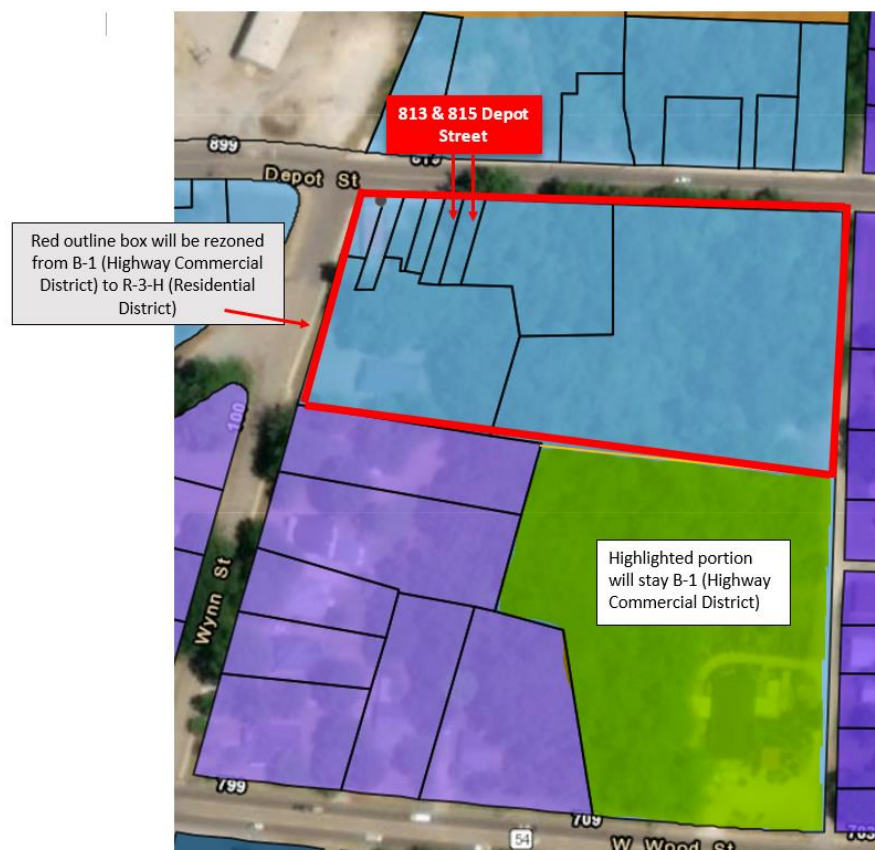 813 & 815 Depot
Street
899
819
Depot St
Red outline box will be rezoned
from B-1 (Highway Commercial
District) to R-3-H (Residential
District)
100
Highlighted portion
will stay B-1 (Highway
Commercial District)
Wynn St
799
709
54
W Wood St
703